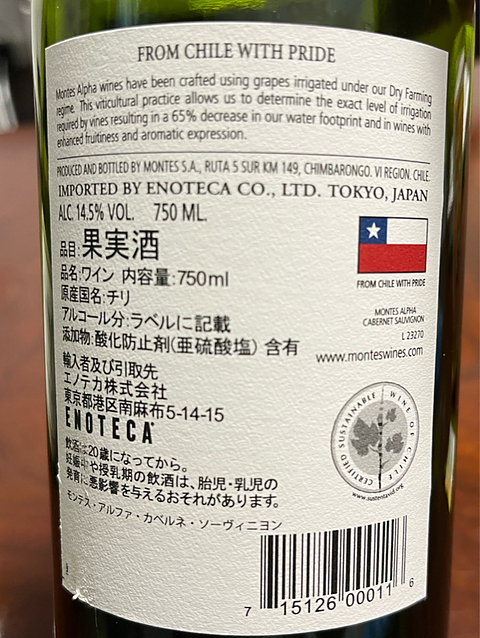 FROM CHILE WITH PRIDE
Montes Alpha wines have been crafted using grapes irrigated under our Dry Farming
regime. This viticultural practice allows us to determine the exact level of irrigation
required by vines resulting in a 65% decrease in our water footprint and in wines with
enhanced fruitiness and aromatic expression.
PRODUCED AND BOTTLED BY MONTES S.A., RUTA 5 SUR KM 149, CHIMBARONGO. VI REGION. CHILE.
IMPORTED BY ENOTECA CO., LTD. TOKYO, JAPAN
ALC. 14,5% VOL. 750 ML.
品目:果実酒
品名:ワイン 内容量:750ml
原産国名:チリ
アルコール分:ラベルに記載
添加物:酸化防止剤(亜硫酸塩) 含有
輸入者及び引取先
エノテカ株式会社
東京都港区南麻布5-14-15
ENOTECA
飲酒は20歳になってから。
妊娠中や授乳期の飲酒は、胎児・乳児の
発育に悪影響を与えるおそれがあります。
モンテス・アルファ・カベルネ・ソーヴィニヨン
FROM CHILE WITH PRIDE
MONTES ALPHA
CABERNET SAUVIGNON
L 23270
www.monteswines.com
CERTIFIED SUSTAINABLE WINE OF CHILE
www.sustentavid.org
7 15126 00011 6